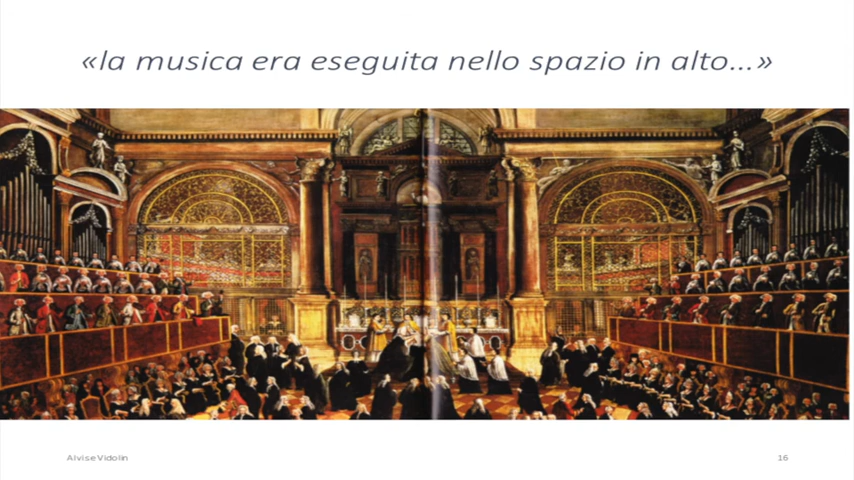 «la musica era eseguita nello spazio in alto…»
Alvise Vidolin
16